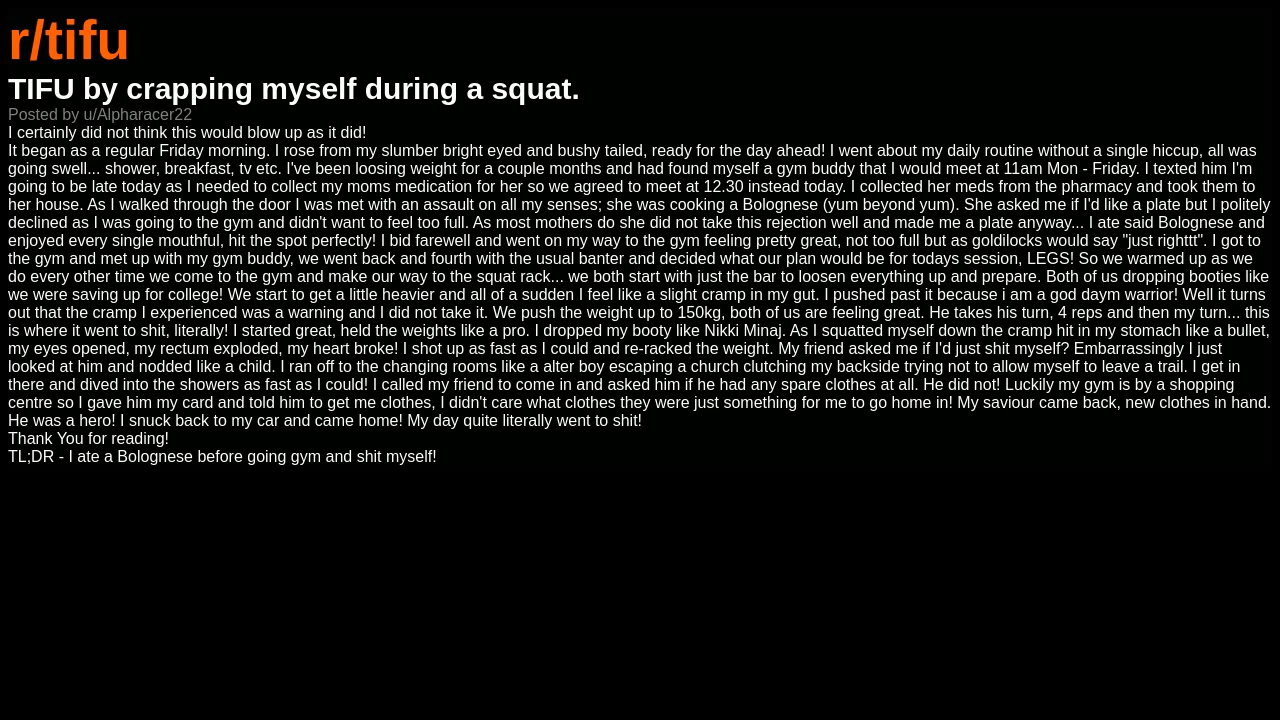 r/tifu
TIFU by crapping myself during a squat.
Posted by u/Alpharacer22
I certainly did not think this would blow up as it did!
It began as a regular Friday morning. I rose from my slumber bright eyed and bushy tailed, ready for the day ahead! I went about my daily routine without a single hiccup, all was
going swell... shower, breakfast, tv etc. I've been loosing weight for a couple months and had found myself a gym buddy that I would meet at 11am Mon - Friday. I texted him I'm
going to be late today as I needed to collect my moms medication for her so we agreed to meet at 12.30 instead today. I collected her meds from the pharmacy and took them to
her house. As I walked through the door I was met with an assault on all my senses; she was cooking a Bolognese (yum beyond yum). She asked me if I'd like a plate but I politely
declined as I was going to the gym and didn't want to feel too full. As most mothers do she did not take this rejection well and made me a plate anyway... I ate said Bolognese and
enjoyed every single mouthful, hit the spot perfectly! I bid farewell and went on my way to the gym feeling pretty great, not too full but as goldilocks would say "just righttt". I got to
the gym and met up with my gym buddy, we went back and fourth with the usual banter and decided what our plan would be for todays session, LEGS! So we warmed up as we
do every other time we come to the gym and make our way to the squat rack... we both start with just the bar to loosen everything up and prepare. Both of us dropping booties like
we were saving up for college! We start to get a little heavier and all of a sudden I feel like a slight cramp in my gut. I pushed past it because i am a god daym warrior! Well it turns
out that the cramp I experienced was a warning and I did not take it. We push the weight up to 150kg, both of us are feeling great. He takes his turn, 4 reps and then my turn... this
is where it went to shit, literally! I started great, held the weights like a pro. I dropped my booty like Nikki Minaj. As I squatted myself down the cramp hit in my stomach like a bullet,
my eyes opened, my rectum exploded, my heart broke! I shot up as fast as I could and re-racked the weight. My friend asked me if I'd just shit myself? Embarrassingly I just
looked at him and nodded like a child. I ran off to the changing rooms like a alter boy escaping a church clutching my backside trying not to allow myself to leave a trail. I get in
there and dived into the showers as fast as I could! I called my friend to come in and asked him if he had any spare clothes at all. He did not! Luckily my gym is by a shopping
centre so I gave him my card and told him to get me clothes, I didn't care what clothes they were just something for me to go home in! My saviour came back, new clothes in hand.
He was a hero! I snuck back to my car and came home! My day quite literally went to shit!
Thank You for reading!
TL;DR - I ate a Bolognese before going gym and shit myself!